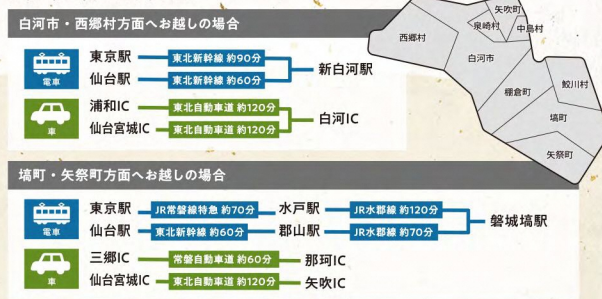 白河市・西郷村方面へお越しの場合
電車
東京駅 東北新幹線 約90分
仙台駅 東北新幹線 約60分
新白河駅
車
浦和IC 東北自動車道 約120分
仙台宮城IC 東北自動車道 約120分
白河IC
矢吹町
泉崎村
中島村
西郷村
白河市
棚倉町
鮫川村
塙町
矢祭町
塙町・矢祭町方面へお越しの場合
電車
東京駅 JR常磐線特急 約70分 水戸駅 JR水郡線 約120分
仙台駅 東北新幹線 約60分 郡山駅 JR水郡線 約70分
磐城塙駅
車
三郷IC 常磐自動車道 約60分 那珂IC
仙台宮城IC 東北自動車道 約120分 矢吹IC